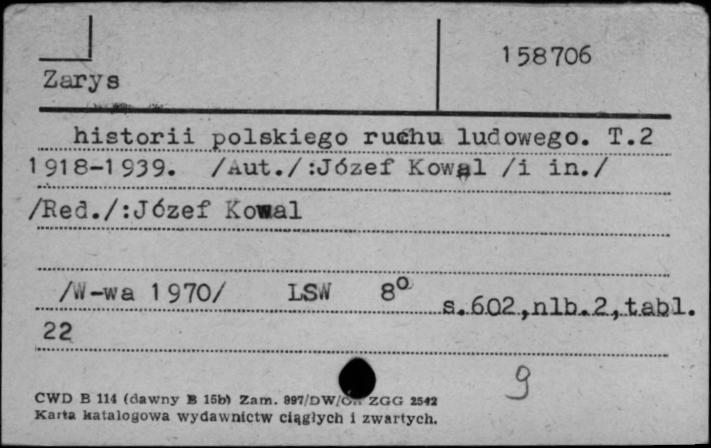 158706
Zarys
historii polskiego ruchu ludowego. T.2
1918-1939. /Aut./:Józef Kowal /i in./
/Red./:Józef Kowal
/W-wa 1970/ LSW 8° s.602,nlb.2,tabl.
22
9
CWD B 114 (dawny B 15b) Zam. 997/DW/ ZGG 2542
Karta katalogowa wydawnictw ciągłych i zwartych.